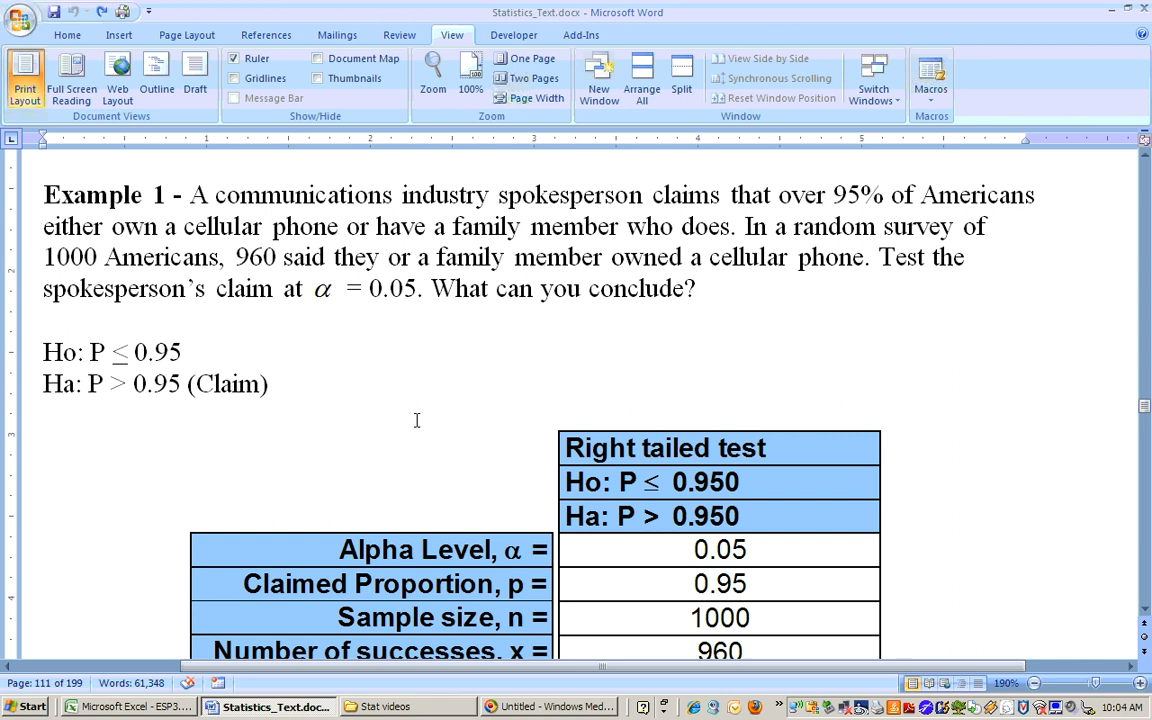 Statistics_Text.docx - Microsoft Word
Home Insert Page Layout References Mailings Review View Developer Add-Ins
Print Layout
Full Screen Reading
Web Layout
Outline
Draft
Ruler
Gridlines
Message Bar
Document Map
Thumbnails
Zoom
100%
One Page
Two Pages
Page Width
New Window
Arrange All
Split
View Side by Side
Synchronous Scrolling
Reset Window Position
Switch Windows
Macros
Document Views Show/Hide Zoom Window Macros
1 2 3 4 5
Example 1 - A communications industry spokesperson claims that over 95% of Americans
either own a cellular phone or have a family member who does. In a random survey of
1000 Americans, 960 said they or a family member owned a cellular phone. Test the
spokesperson’s claim at α = 0.05. What can you conclude?
Ho: P ≤ 0.95
Ha: P > 0.95 (Claim)
Right tailed test
Ho: P ≤ 0.950
Ha: P > 0.950
Alpha Level, α = 0.05
Claimed Proportion, p = 0.95
Sample size, n = 1000
Number of successes, x = 960
Page: 111 of 199 Words: 61,348 190%
Start Microsoft Excel - ESP3.... Statistics_Text.doc... Stat videos Untitled - Windows Med... 10:04 AM